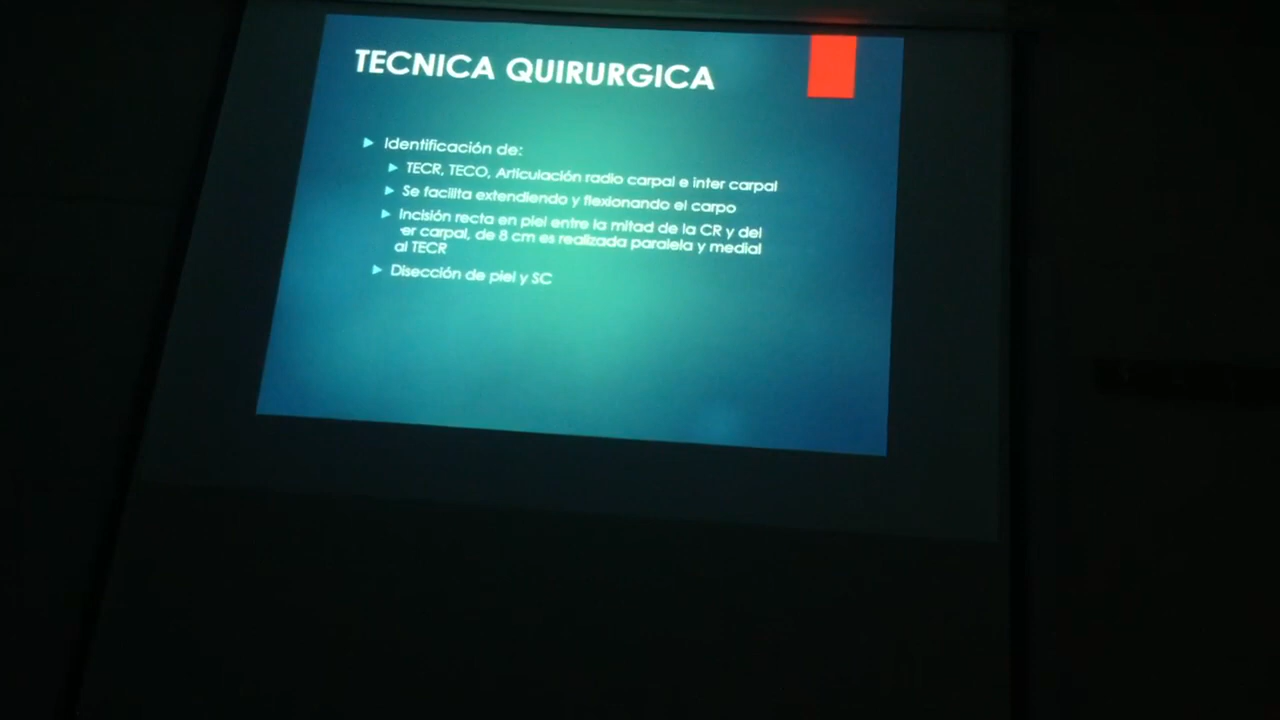 TECNICA QUIRURGICA
Identificación de:
TECR, TECO, Articulación radio carpal e inter carpal
Se facilita extendiendo y flexionando el carpo
Incisión recta en piel entre la mitad de la CR y del
er carpal, de 8 cm es realizada paralela y medial
al TECR
Disección de piel y SC